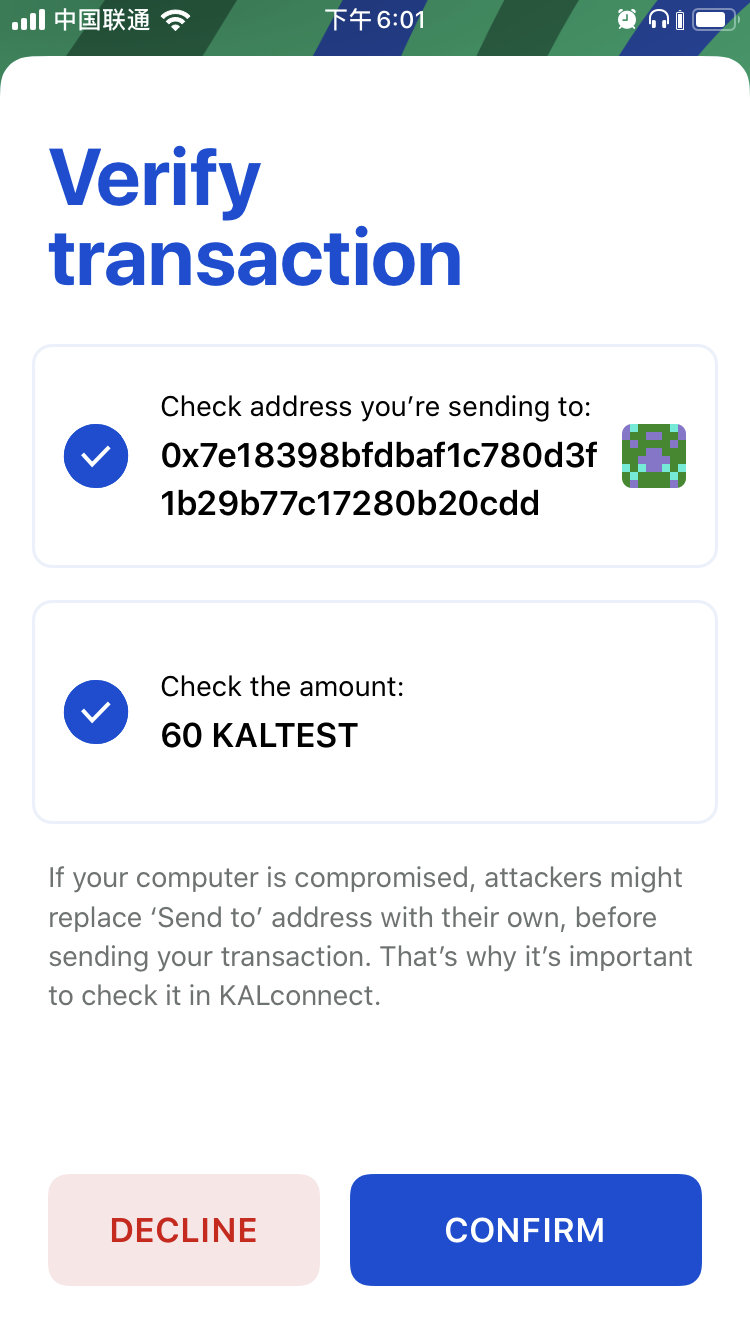 中国联通 下午6:01
Verify
transaction
Check address you’re sending to:
0x7e18398bfdbaf1c780d3f
1b29b77c17280b20cdd
Check the amount:
60 KALTEST
If your computer is compromised, attackers might
replace ‘Send to’ address with their own, before
sending your transaction. That’s why it’s important
to check it in KALconnect.
DECLINE CONFIRM